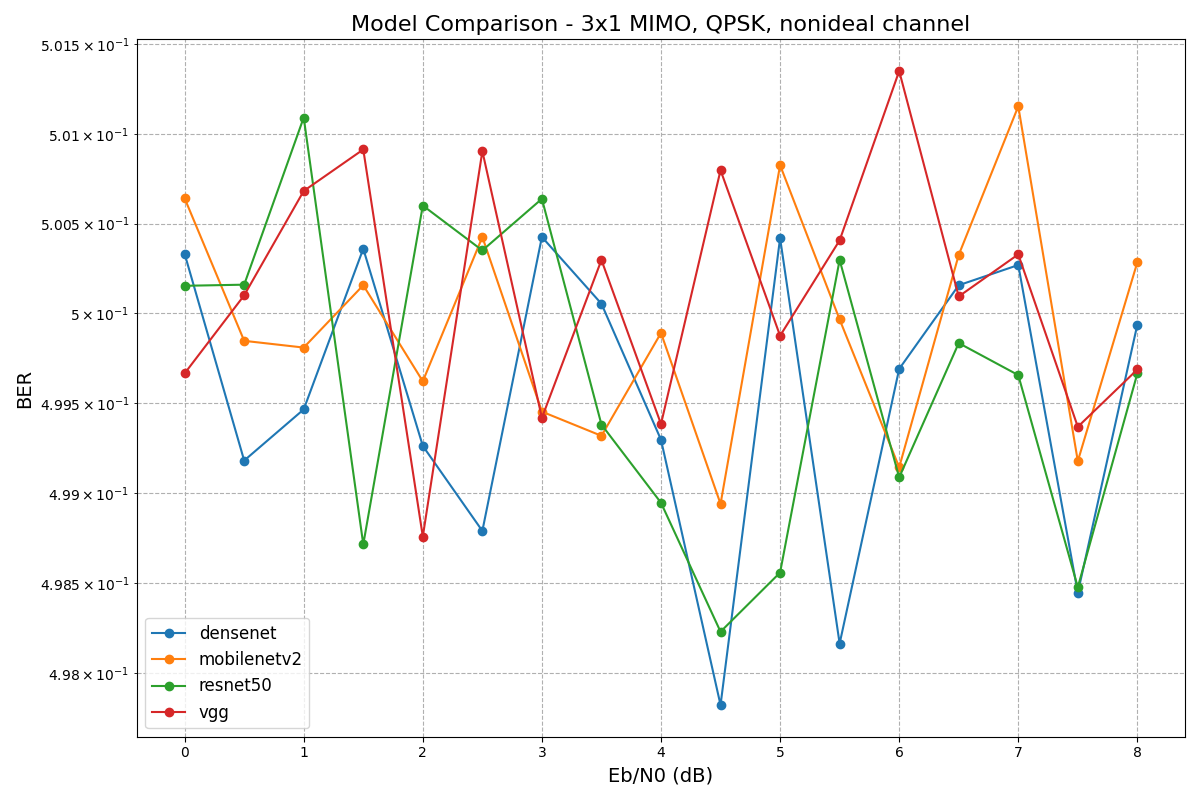 Model Comparison - 3x1 MIMO, QPSK, nonideal channel
BER
5.015 × 10⁻¹
5.01 × 10⁻¹
5.005 × 10⁻¹
5 × 10⁻¹
4.995 × 10⁻¹
4.99 × 10⁻¹
4.985 × 10⁻¹
4.98 × 10⁻¹
densenet
mobilenetv2
resnet50
vgg
0 1 2 3 4 5 6 7 8
Eb/N0 (dB)